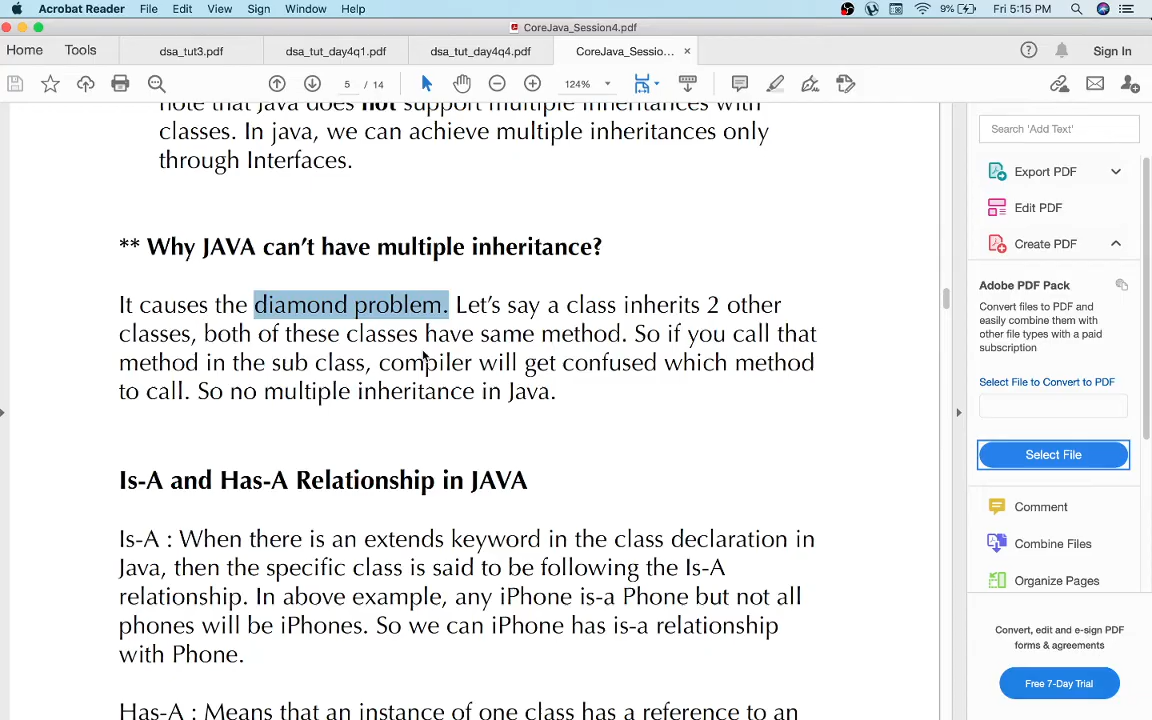 Acrobat Reader File Edit View Sign Window Help 9% Fri 5:15 PM
CoreJava_Session4.pdf
Home Tools dsa_tut3.pdf dsa_tut_day4q1.pdf dsa_tut_day4q4.pdf CoreJava_Sessio... × Sign In
5 / 14 124%
note that Java does not support multiple inheritances with
classes. In java, we can achieve multiple inheritances only
through Interfaces.
** Why JAVA can't have multiple inheritance?
It causes the diamond problem. Let's say a class inherits 2 other
classes, both of these classes have same method. So if you call that
method in the sub class, compiler will get confused which method
to call. So no multiple inheritance in Java.
Is-A and Has-A Relationship in JAVA
Is-A : When there is an extends keyword in the class declaration in
Java, then the specific class is said to be following the Is-A
relationship. In above example, any iPhone is-a Phone but not all
phones will be iPhones. So we can iPhone has is-a relationship
with Phone.
Has-A : Means that an instance of one class has a reference to an
Search 'Add Text'
Export PDF
Edit PDF
Create PDF
Adobe PDF Pack
Convert files to PDF and
easily combine them with
other file types with a paid
subscription
Select File to Convert to PDF
Select File
Comment
Combine Files
Organize Pages
Convert, edit and e-sign PDF
forms & agreements
Free 7-Day Trial